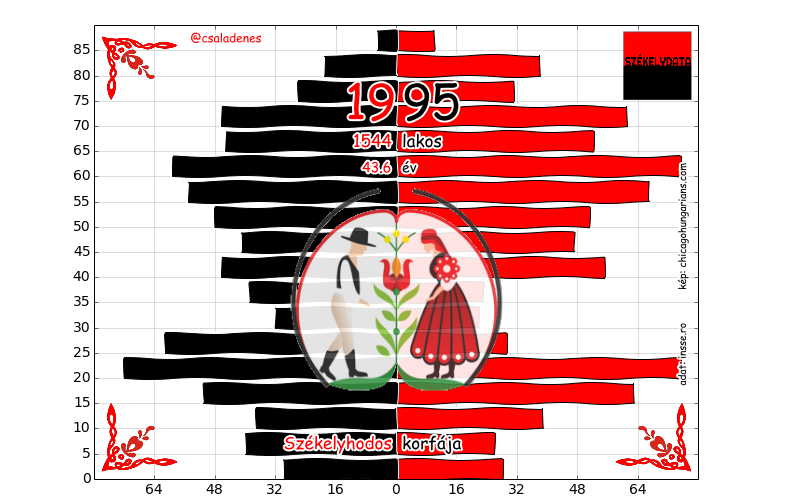 @csaladenes
SZÉKELYDATA
1995
1544 lakos
43.6 év
kép: chicagohungarians.com
adat: insse.ro
Székelyhodos korfája
85
80
75
70
65
60
55
50
45
40
35
30
25
20
15
10
5
0
64 48 32 16 0 16 32 48 64